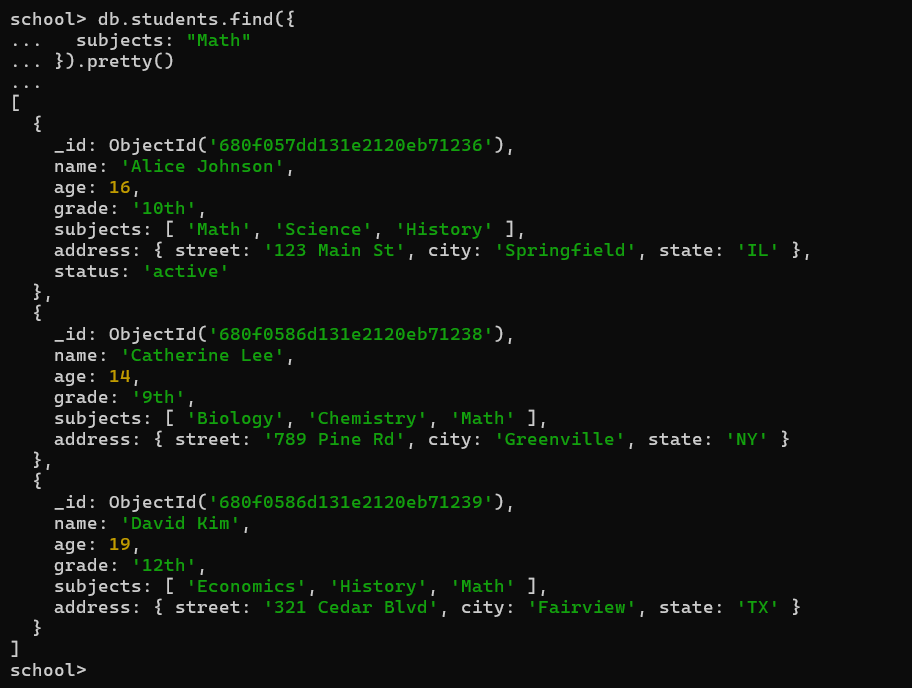 school> db.students.find({
...   subjects: "Math"
... }).pretty()
...
[
  {
    _id: ObjectId('680f057dd131e2120eb71236'),
    name: 'Alice Johnson',
    age: 16,
    grade: '10th',
    subjects: [ 'Math', 'Science', 'History' ],
    address: { street: '123 Main St', city: 'Springfield', state: 'IL' },
    status: 'active'
  },
  {
    _id: ObjectId('680f0586d131e2120eb71238'),
    name: 'Catherine Lee',
    age: 14,
    grade: '9th',
    subjects: [ 'Biology', 'Chemistry', 'Math' ],
    address: { street: '789 Pine Rd', city: 'Greenville', state: 'NY' }
  },
  {
    _id: ObjectId('680f0586d131e2120eb71239'),
    name: 'David Kim',
    age: 19,
    grade: '12th',
    subjects: [ 'Economics', 'History', 'Math' ],
    address: { street: '321 Cedar Blvd', city: 'Fairview', state: 'TX' }
  }
]
school>